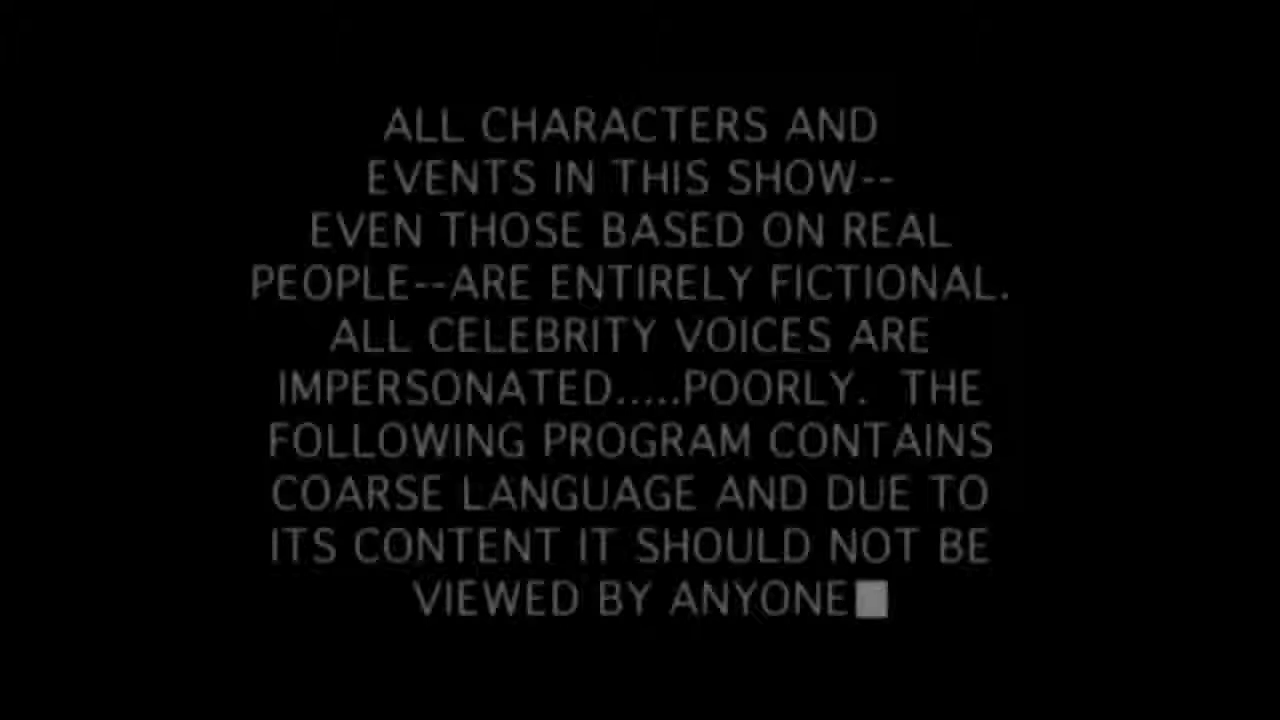 ALL CHARACTERS AND
EVENTS IN THIS SHOW--
EVEN THOSE BASED ON REAL
PEOPLE--ARE ENTIRELY FICTIONAL.
ALL CELEBRITY VOICES ARE
IMPERSONATED.....POORLY.  THE
FOLLOWING PROGRAM CONTAINS
COARSE LANGUAGE AND DUE TO
ITS CONTENT IT SHOULD NOT BE
VIEWED BY ANYONE■